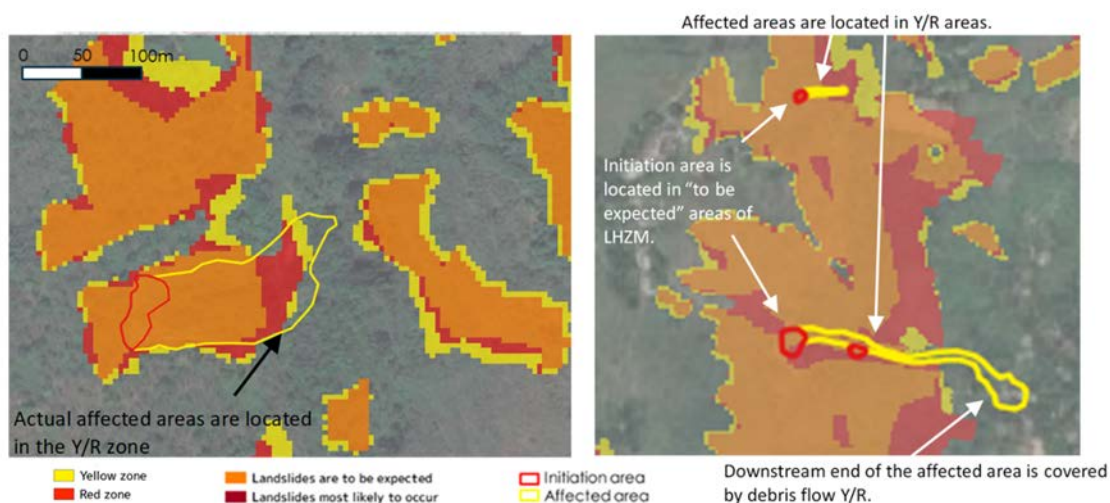 Affected areas are located in Y/R areas.
0 50 100m
Initiation area is
located in “to be
expected” areas of
LHZM.
Actual affected areas are located
in the Y/R zone
Downstream end of the affected area is covered
by debris flow Y/R.
Yellow zone
Red zone
Landslides are to be expected
Landslides most likely to occur
Initiation area
Affected area